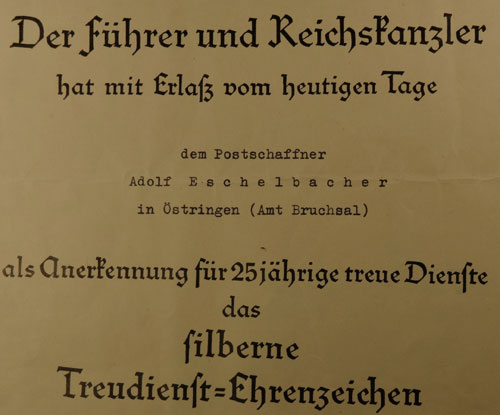 Der Führer und Reichskanzler
hat mit Erlaß vom heutigen Tage
dem Postschaffner
Adolf E s c h e l b a c h e r
in Östringen (Amt Bruchsal)
als Anerkennung für 25jährige treue Dienste
das
silberne
Treudienst=Ehrenzeichen